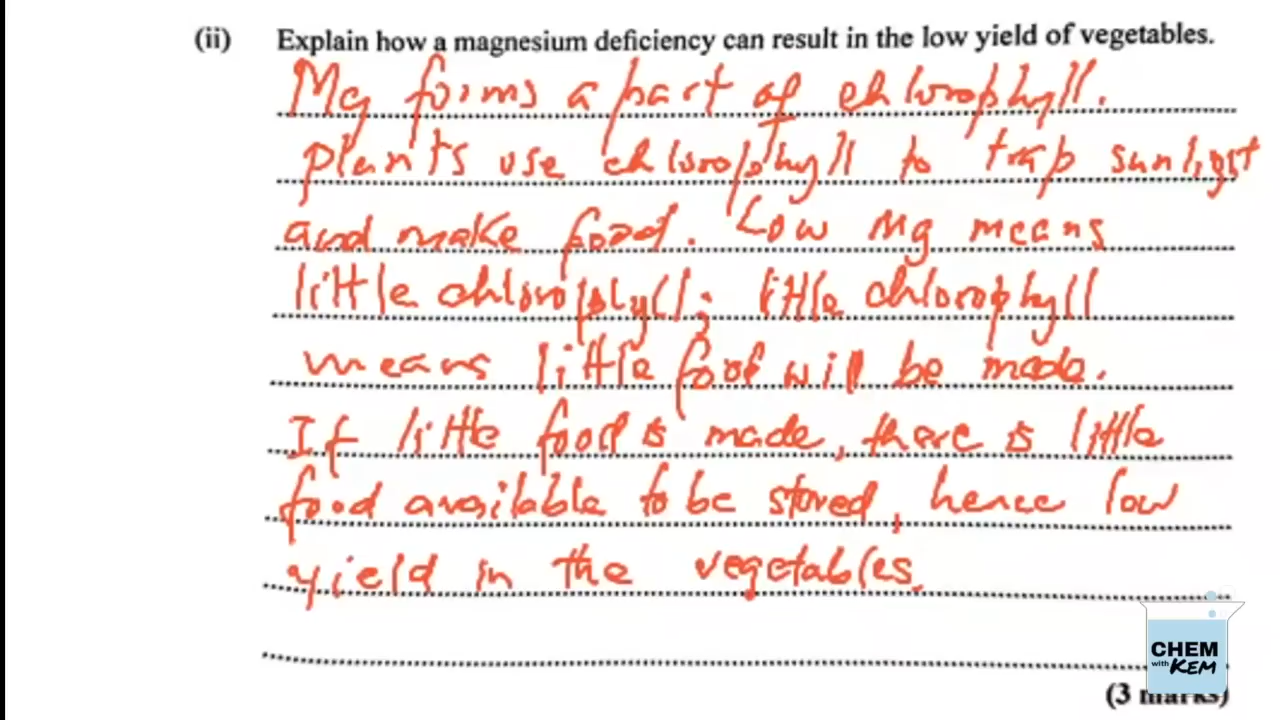 (ii) Explain how a magnesium deficiency can result in the low yield of vegetables.
Mg forms a part of chlorophyll.
Plants use chlorophyll to trap sunlight
and make food. Low Mg means
little chlorophyll; little chlorophyll
means little food will be made.
If little food is made, there is little
food available to be stored, hence low
yield in the vegetables.
CHEM
with KEM
(3 marks)